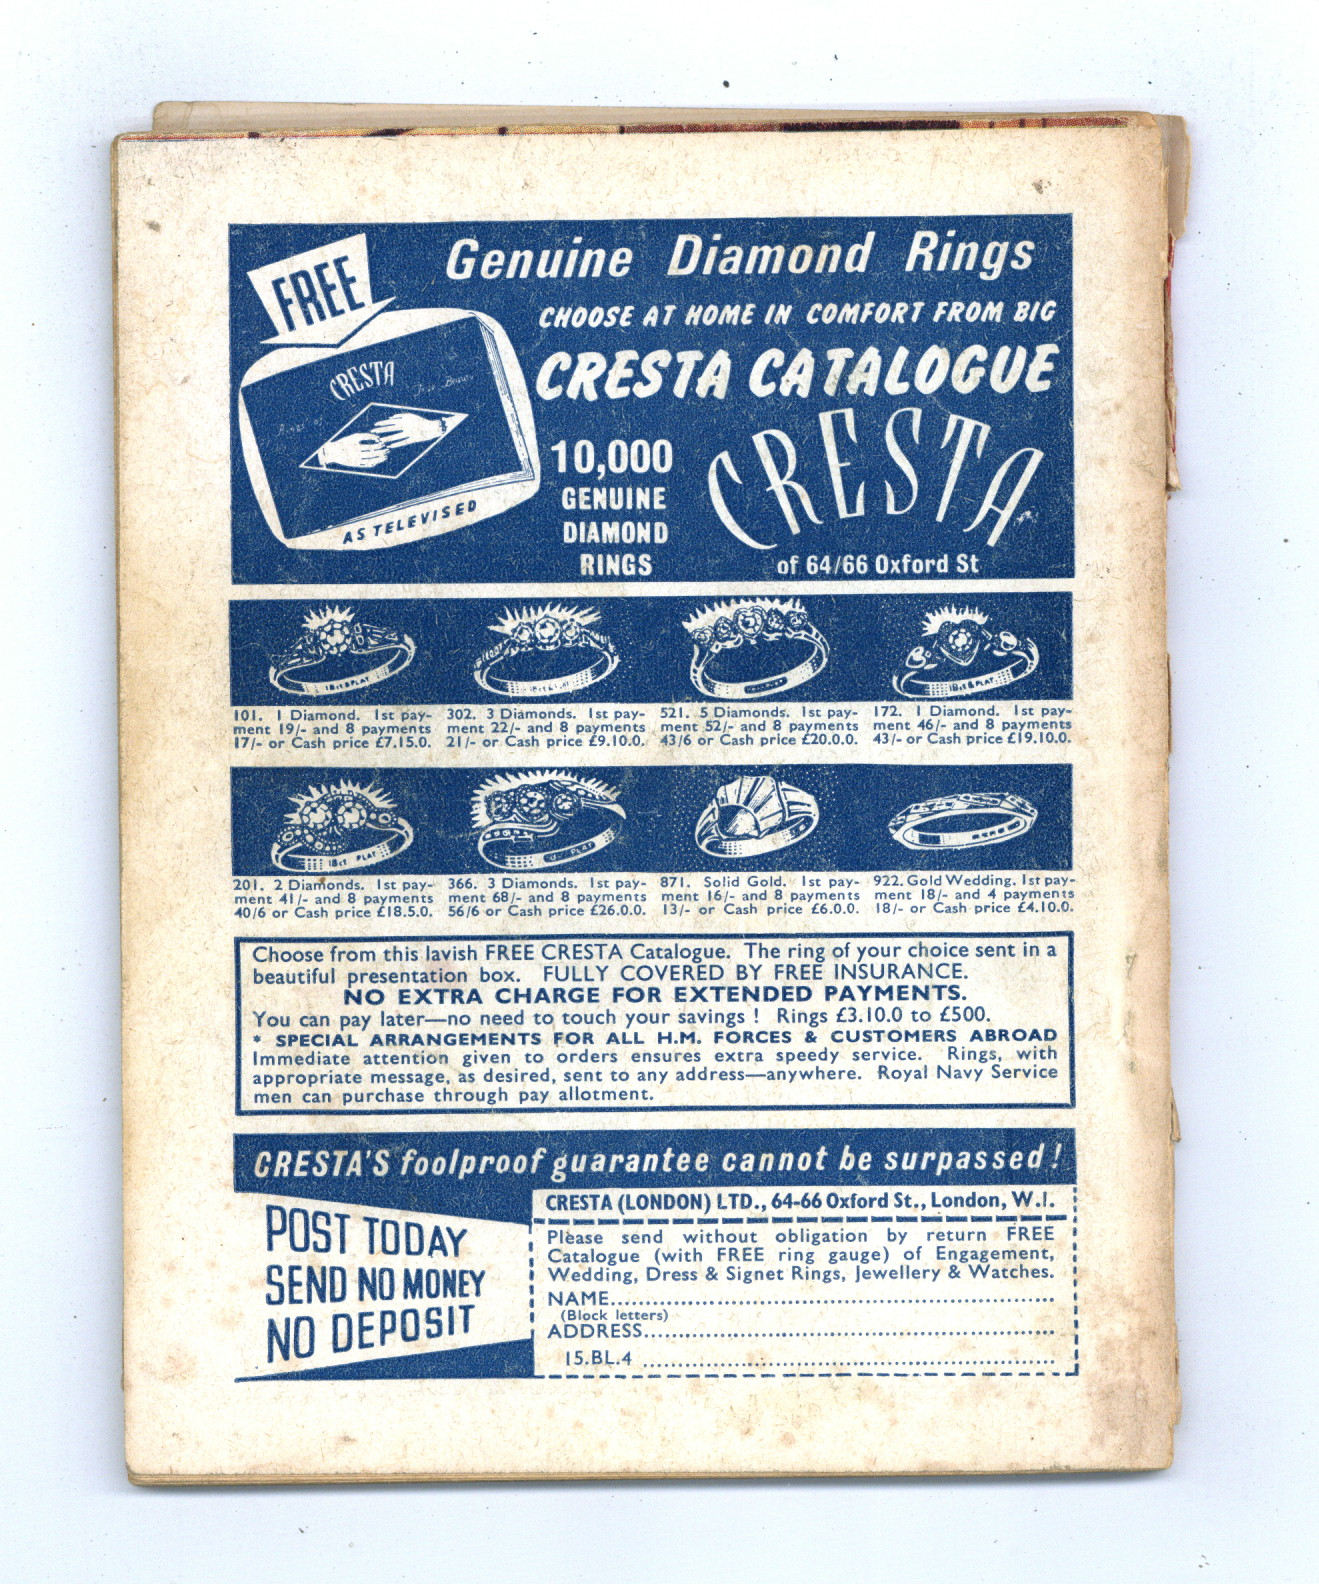 FREE
Genuine Diamond Rings
CHOOSE AT HOME IN COMFORT FROM BIG
CRESTA CATALOGUE
CRESTA
AS TELEVISED
10,000
GENUINE
DIAMOND
RINGS
CRESTA
of 64/66 Oxford St
18ct & PLAT
18ct & PLAT
101. 1 Diamond. 1st pay-
ment 19/- and 8 payments
17/- or Cash price £7.15.0.
302. 3 Diamonds. 1st pay-
ment 22/- and 8 payments
21/- or Cash price £9.10.0.
521. 5 Diamonds. 1st pay-
ment 52/- and 8 payments
43/6 or Cash price £20.0.0.
172. 1 Diamond. 1st pay-
ment 46/- and 8 payments
43/- or Cash price £19.10.0.
18ct PLAT
PLAT
201. 2 Diamonds. 1st pay-
ment 41/- and 8 payments
40/6 or Cash price £18.5.0.
366. 3 Diamonds. 1st pay-
ment 68/- and 8 payments
56/6 or Cash price £26.0.0.
871. Solid Gold. 1st pay-
ment 16/- and 8 payments
13/- or Cash price £6.0.0.
922. Gold Wedding. 1st pay-
ment 18/- and 4 payments
18/- or Cash price £4.10.0.
Choose from this lavish FREE CRESTA Catalogue. The ring of your choice sent in a
beautiful presentation box. FULLY COVERED BY FREE INSURANCE.
NO EXTRA CHARGE FOR EXTENDED PAYMENTS.
You can pay later—no need to touch your savings ! Rings £3.10.0 to £500.
* SPECIAL ARRANGEMENTS FOR ALL H.M. FORCES & CUSTOMERS ABROAD
Immediate attention given to orders ensures extra speedy service. Rings, with
appropriate message, as desired, sent to any address—anywhere. Royal Navy Service
men can purchase through pay allotment.
CRESTA'S foolproof guarantee cannot be surpassed !
POST TODAY
SEND NO MONEY
NO DEPOSIT
CRESTA (LONDON) LTD., 64-66 Oxford St., London, W.1.
Please send without obligation by return FREE
Catalogue (with FREE ring gauge) of Engagement,
Wedding, Dress & Signet Rings, Jewellery & Watches.
NAME
(Block letters)
ADDRESS
15.BL.4